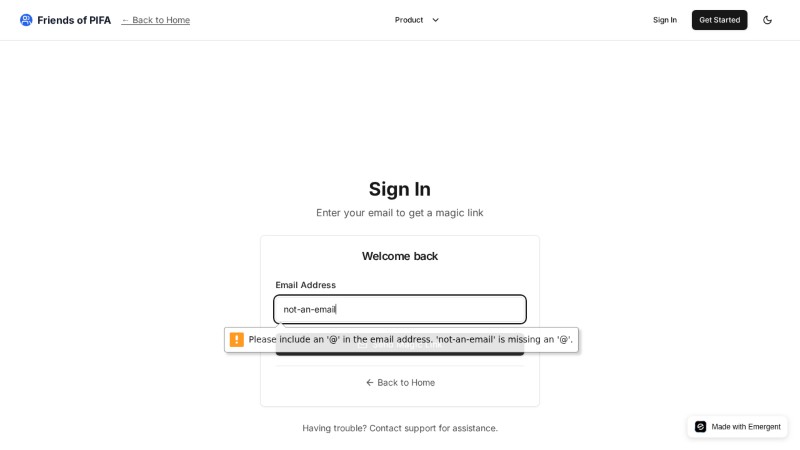 Friends of PIFA
← Back to Home
Product
Sign In
Get Started
Sign In
Enter your email to get a magic link
Welcome back
Email Address
not-an-email
Please include an '@' in the email address. 'not-an-email' is missing an '@'.
← Back to Home
Having trouble? Contact support for assistance.
Made with Emergent